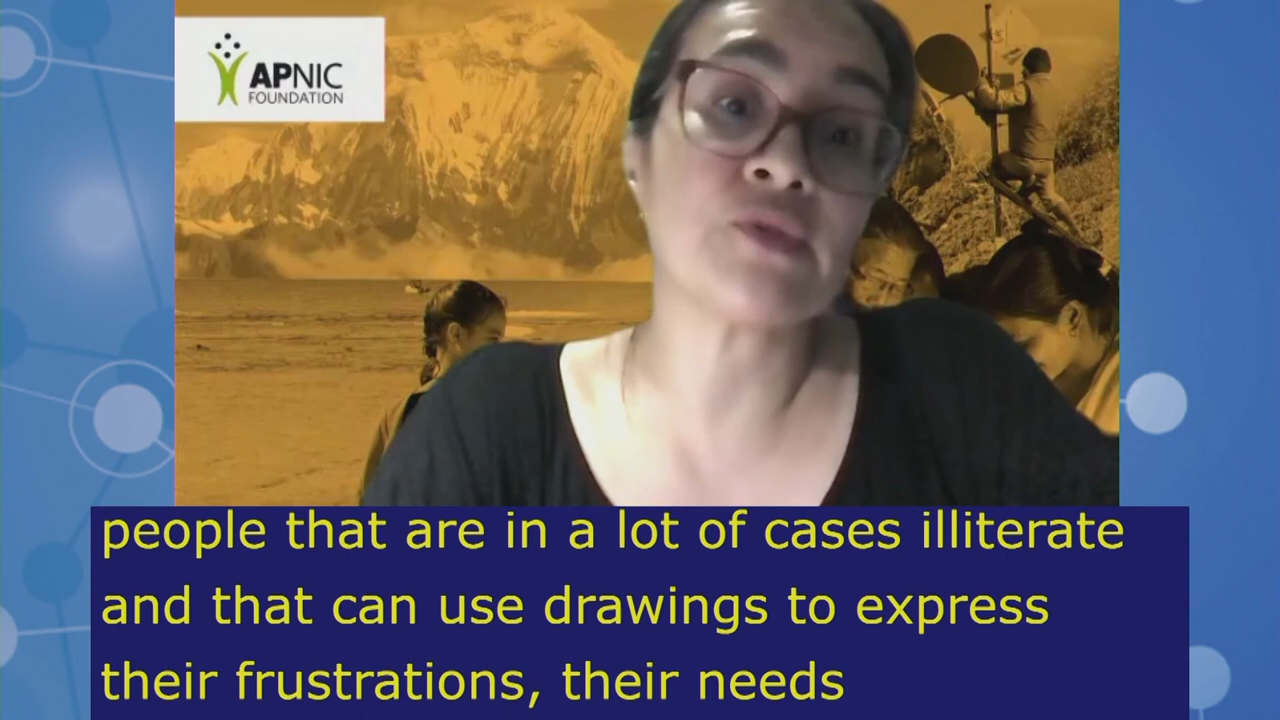 APNIC
FOUNDATION
people that are in a lot of cases illiterate
and that can use drawings to express
their frustrations, their needs